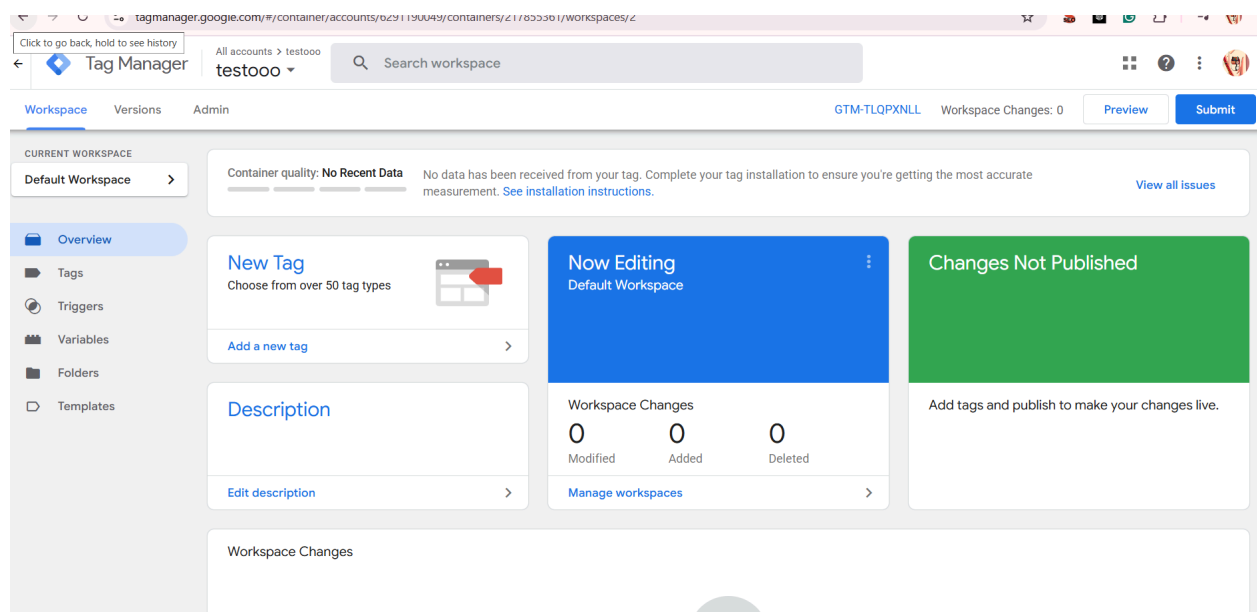 tagmanager.google.com/#/container/accounts/6291190049/containers/217855361/workspaces/2
Click to go back, hold to see history
Tag Manager
All accounts > testooo
testooo
Search workspace
Workspace
Versions
Admin
GTM-TLQPXNLL
Workspace Changes: 0
Preview
Submit
CURRENT WORKSPACE
Default Workspace
Container quality: No Recent Data
No data has been received from your tag. Complete your tag installation to ensure you're getting the most accurate
measurement. See installation instructions.
View all issues
Overview
Tags
Triggers
Variables
Folders
Templates
New Tag
Choose from over 50 tag types
Add a new tag
Now Editing
Default Workspace
Changes Not Published
Description
Edit description
Workspace Changes
0 0 0
Modified Added Deleted
Manage workspaces
Add tags and publish to make your changes live.
Workspace Changes